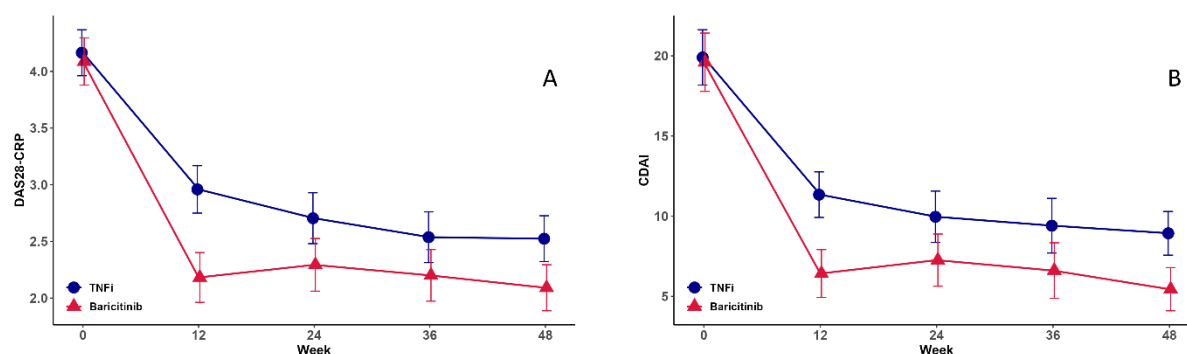 A
DAS28-CRP
4.0
3.5
3.0
2.5
2.0
TNFi
Baricitinib
0 12 24 36 48
Week
B
CDAI
20
15
10
5
TNFi
Baricitinib
0 12 24 36 48
Week